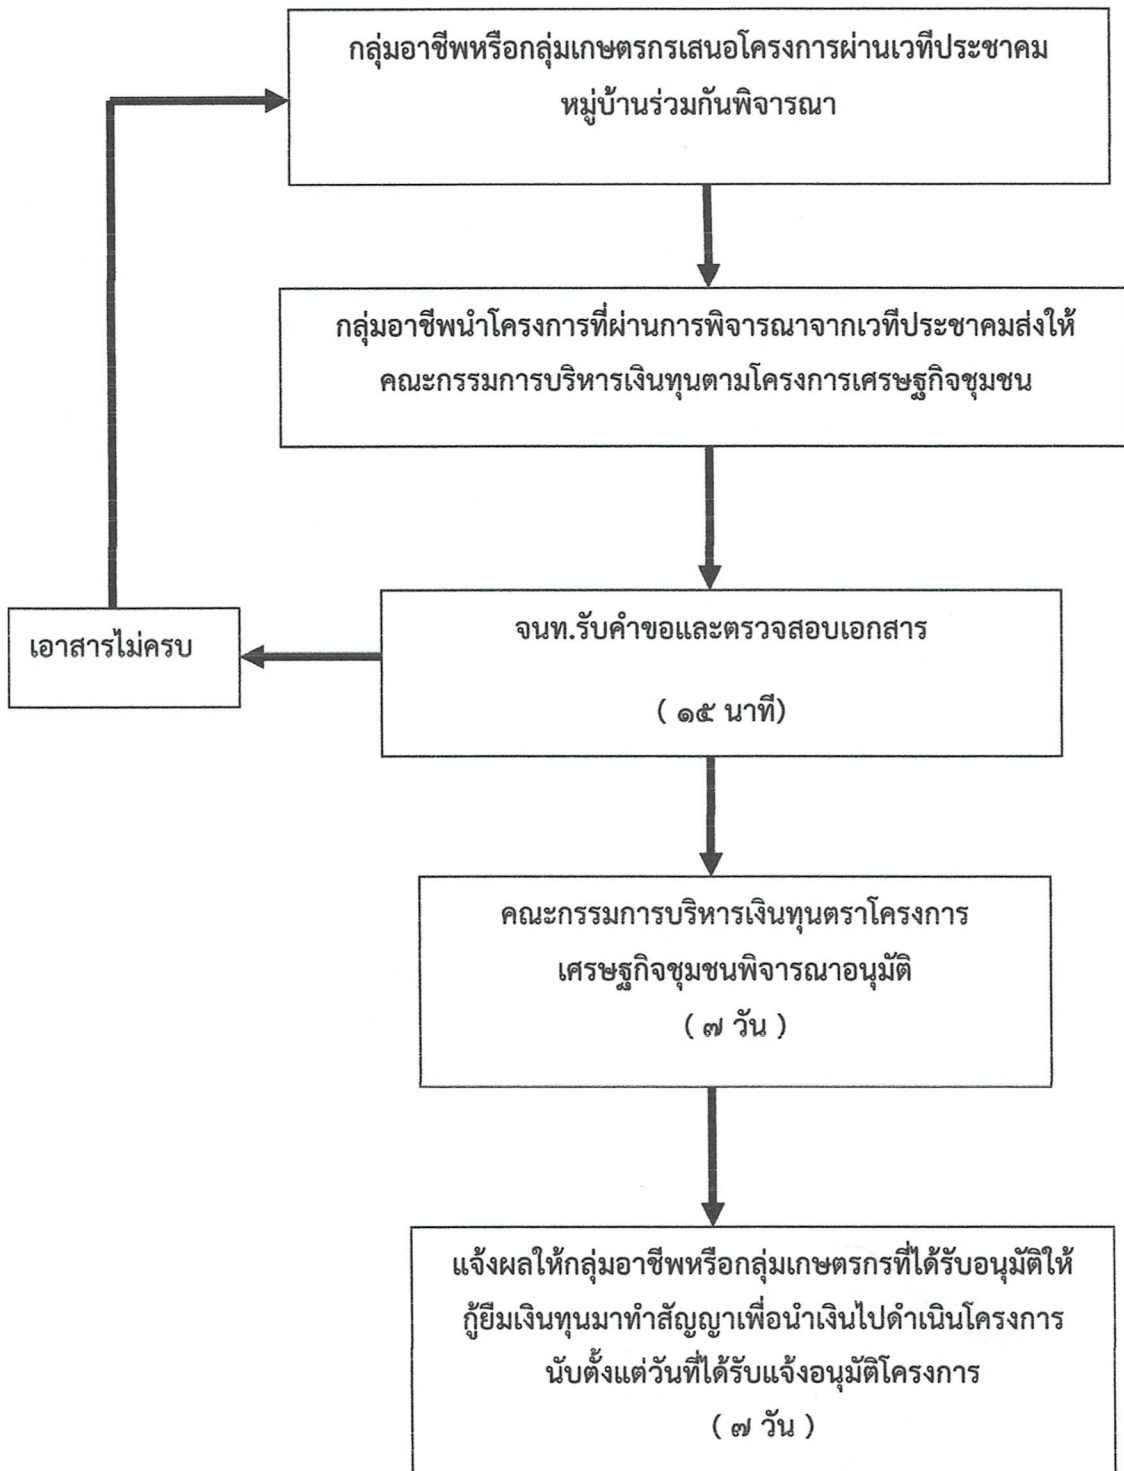 กลุ่มอาชีพหรือกลุ่มเกษตรกรเสนอโครงการผ่านเวทีประชาคม
หมู่บ้านร่วมกันพิจารณา
กลุ่มอาชีพนำโครงการที่ผ่านการพิจารณาจากเวทีประชาคมส่งให้
คณะกรรมการบริหารเงินทุนตามโครงการเศรษฐกิจชุมชน
เอาสารไม่ครบ
จนท.รับคำขอและตรวจสอบเอกสาร
( ๑๕ นาที)
คณะกรรมการบริหารเงินทุนตราโครงการ
เศรษฐกิจชุมชนพิจารณาอนุมัติ
( ๗ วัน )
แจ้งผลให้กลุ่มอาชีพหรือกลุ่มเกษตรกรที่ได้รับอนุมัติให้
กู้ยืมเงินทุนมาทำสัญญาเพื่อนำเงินไปดำเนินโครงการ
นับตั้งแต่วันที่ได้รับแจ้งอนุมัติโครงการ
( ๗ วัน )